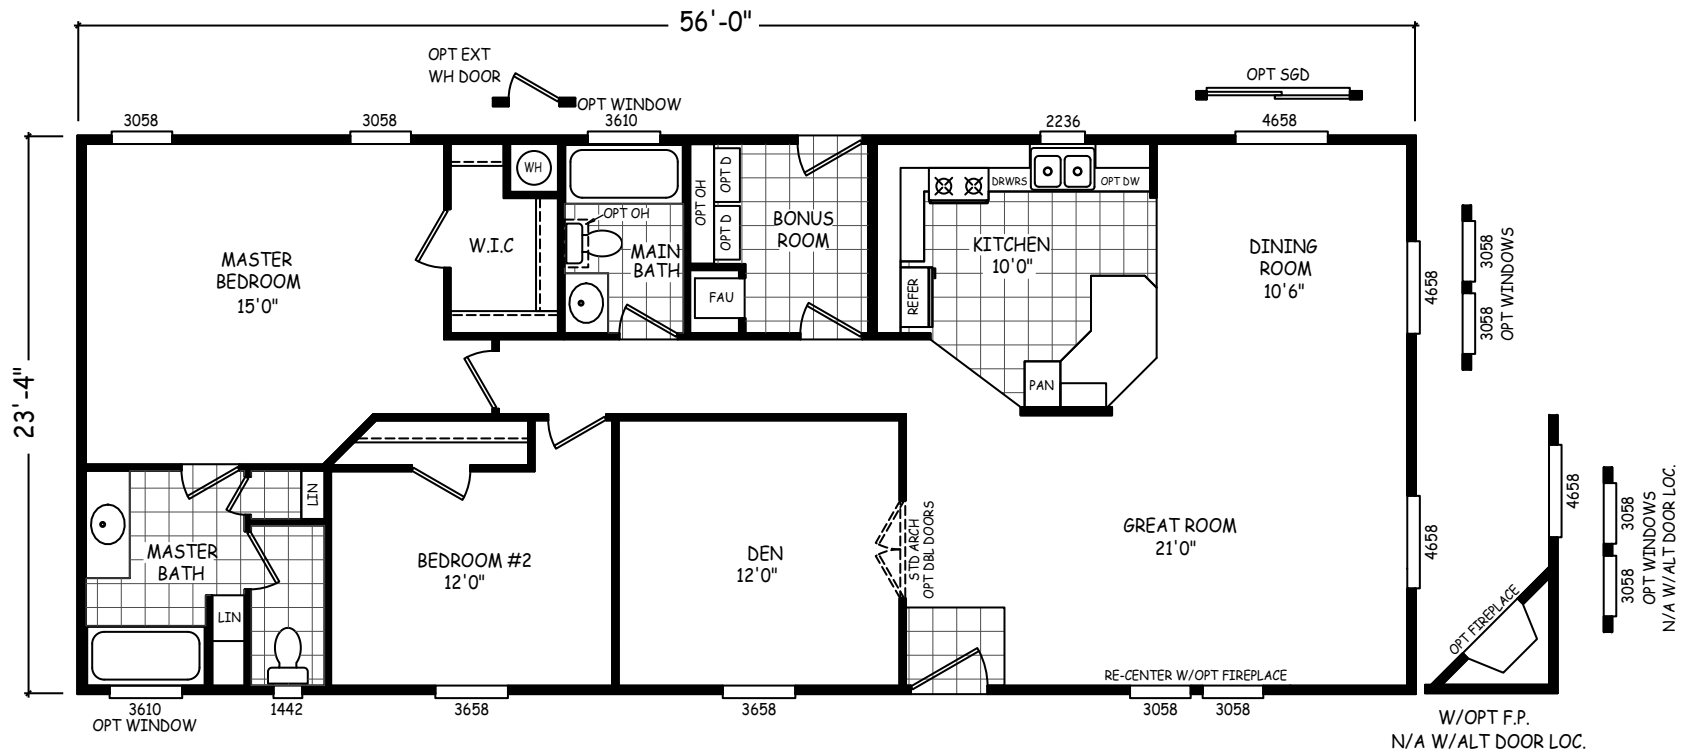 56'-0"
OPT EXT
WH DOOR
OPT SGD
OPT WINDOW
3058
3058
3610
2236
4658
WH
OPT D
OPT OH
OPT D
DRWRS
OPT DW
OPT OH
BONUS
ROOM
W.I.C
MAIN
BATH
KITCHEN
10'0"
DINING
ROOM
10'6"
MASTER
BEDROOM
15'0"
FAU
REFER
4658
3058
3058
OPT WINDOWS
23'-4"
PAN
LIN
MASTER
BATH
BEDROOM #2
12'0"
DEN
12'0"
STD ARCH
OPT DBL DOORS
GREAT ROOM
21'0"
4658
4658
3058
3058
OPT WINDOWS
N/A W/ALT DOOR LOC.
LIN
OPT FIREPLACE
RE-CENTER W/OPT FIREPLACE
3610
OPT WINDOW
1442
3658
3658
3058
3058
W/OPT F.P.
N/A W/ALT DOOR LOC.